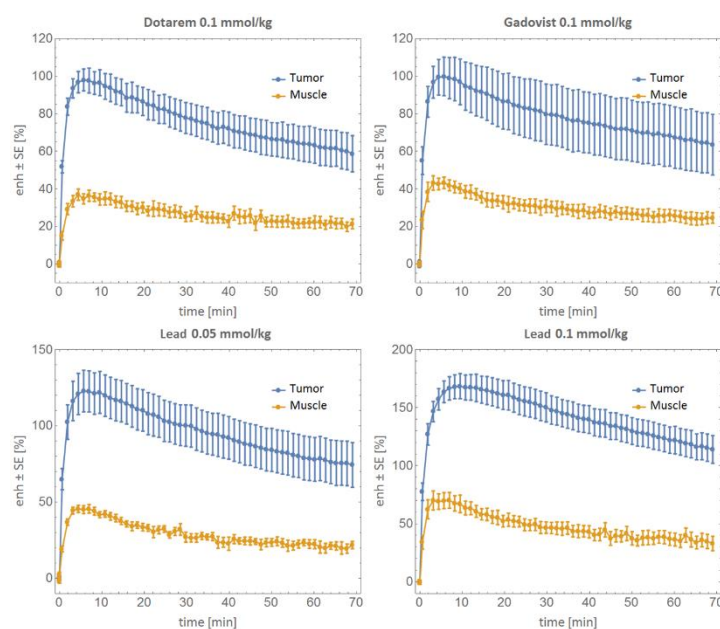 Dotarem 0.1 mmol/kg
120
100
80
60
40
20
0
enh ± SE [%]
Tumor
Muscle
0 10 20 30 40 50 60 70
time [min]
Gadovist 0.1 mmol/kg
120
100
80
60
40
20
0
enh ± SE [%]
Tumor
Muscle
0 10 20 30 40 50 60 70
time [min]
Lead 0.05 mmol/kg
150
100
50
0
enh ± SE [%]
Tumor
Muscle
0 10 20 30 40 50 60 70
time [min]
Lead 0.1 mmol/kg
200
150
100
50
0
enh ± SE [%]
Tumor
Muscle
0 10 20 30 40 50 60 70
time [min]